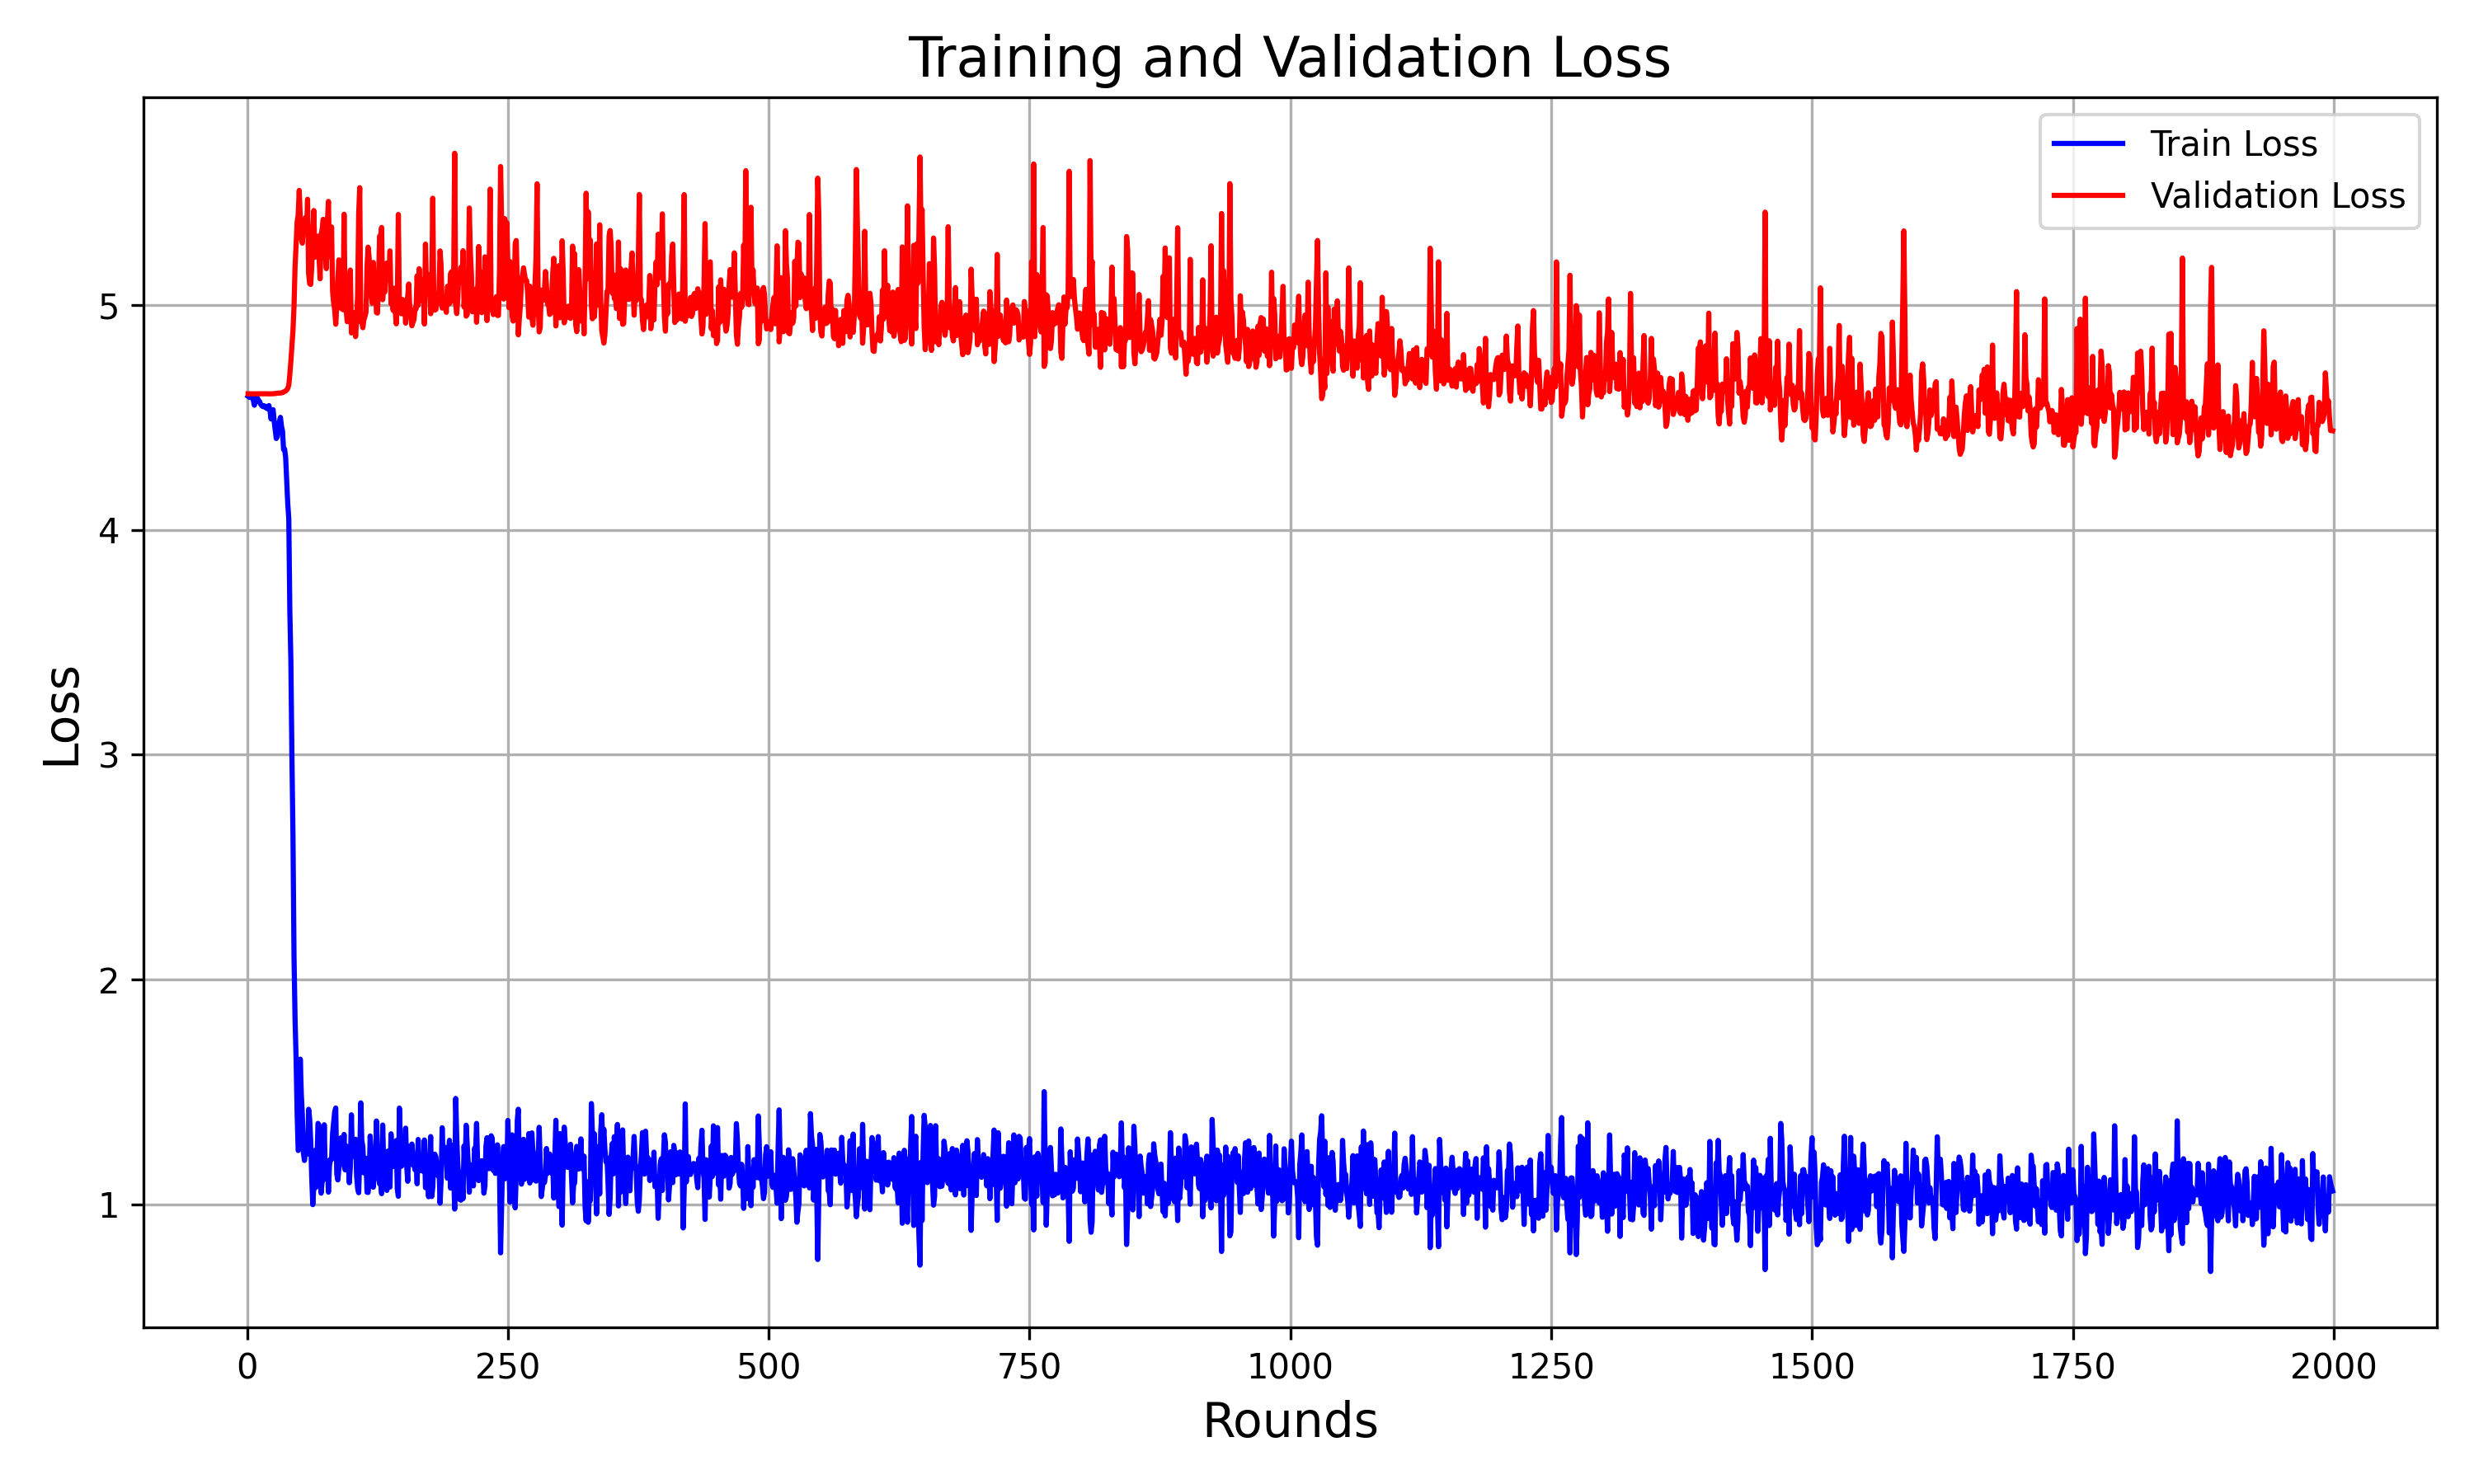 Training and Validation Loss
Train Loss
Validation Loss
5
4
3
2
1
Loss
0 250 500 750 1000 1250 1500 1750 2000
Rounds